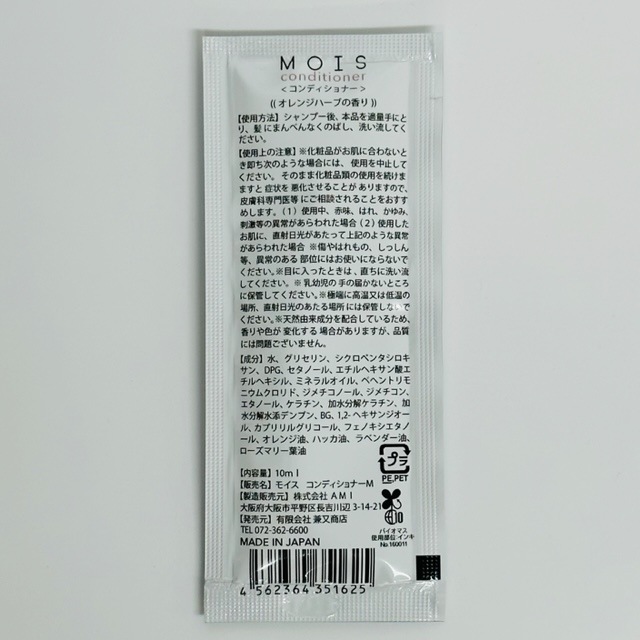 MOIS
conditioner
<コンディショナー>
((オレンジハーブの香り))
【使用方法】シャンプー後、本品を適量手にと
り、髪にまんべんなくのばし、洗い流してく
ださい。
【使用上の注意】※化粧品がお肌に合わないと
き即ち次のような場合には、使用を中止して
ください。そのまま化粧品類の使用を続けま
すと症状を悪化させることがありますので、
皮膚科専門医等にご相談されることをおすす
めします。(1)使用中、赤味、はれ、かゆみ、
刺激等の異常があらわれた場合(2)使用した
お肌に、直射日光があたって上記のような異常
があらわれた場合※傷やはれもの、しっしん
等、異常のある部位にはお使いにならないで
ください。※目に入ったときは、直ちに洗い流
してください。※乳幼児の手の届かないところ
に保管してください。※極端に高温又は低温の
場所、直射日光のあたる場所には保管しないで
ください。※天然由来成分を配合しているため、
香りや色が変化する場合がありますが、品質
には問題ございません。
【成分】水、グリセリン、シクロペンタシロキ
サン、DPG、セタノール、エチルヘキサン酸エ
チルヘキシル、ミネラルオイル、ベヘントリモ
ニウムクロリド、ジメチコノール、ジメチコン、
エタノール、ケラチン、加水分解ケラチン、加
水分解水添デンプン、BG、1,2-ヘキサンジオー
ル、カプリリルグリコール、フェノキシエタノ
ール、オレンジ油、ハッカ油、ラベンダー油、
ローズマリー葉油
【内容量】10ml
【販売名】モイス コンディショナーM
【製造販売元】株式会社AMI
大阪府大阪市平野区長吉川辺3-14-21
【発売元】有限会社兼又商店
TEL 072-362-6600
MADE IN JAPAN
プラ
PE,PET
バイオマス
使用部位 インキ
No.160011
4 562364 351625